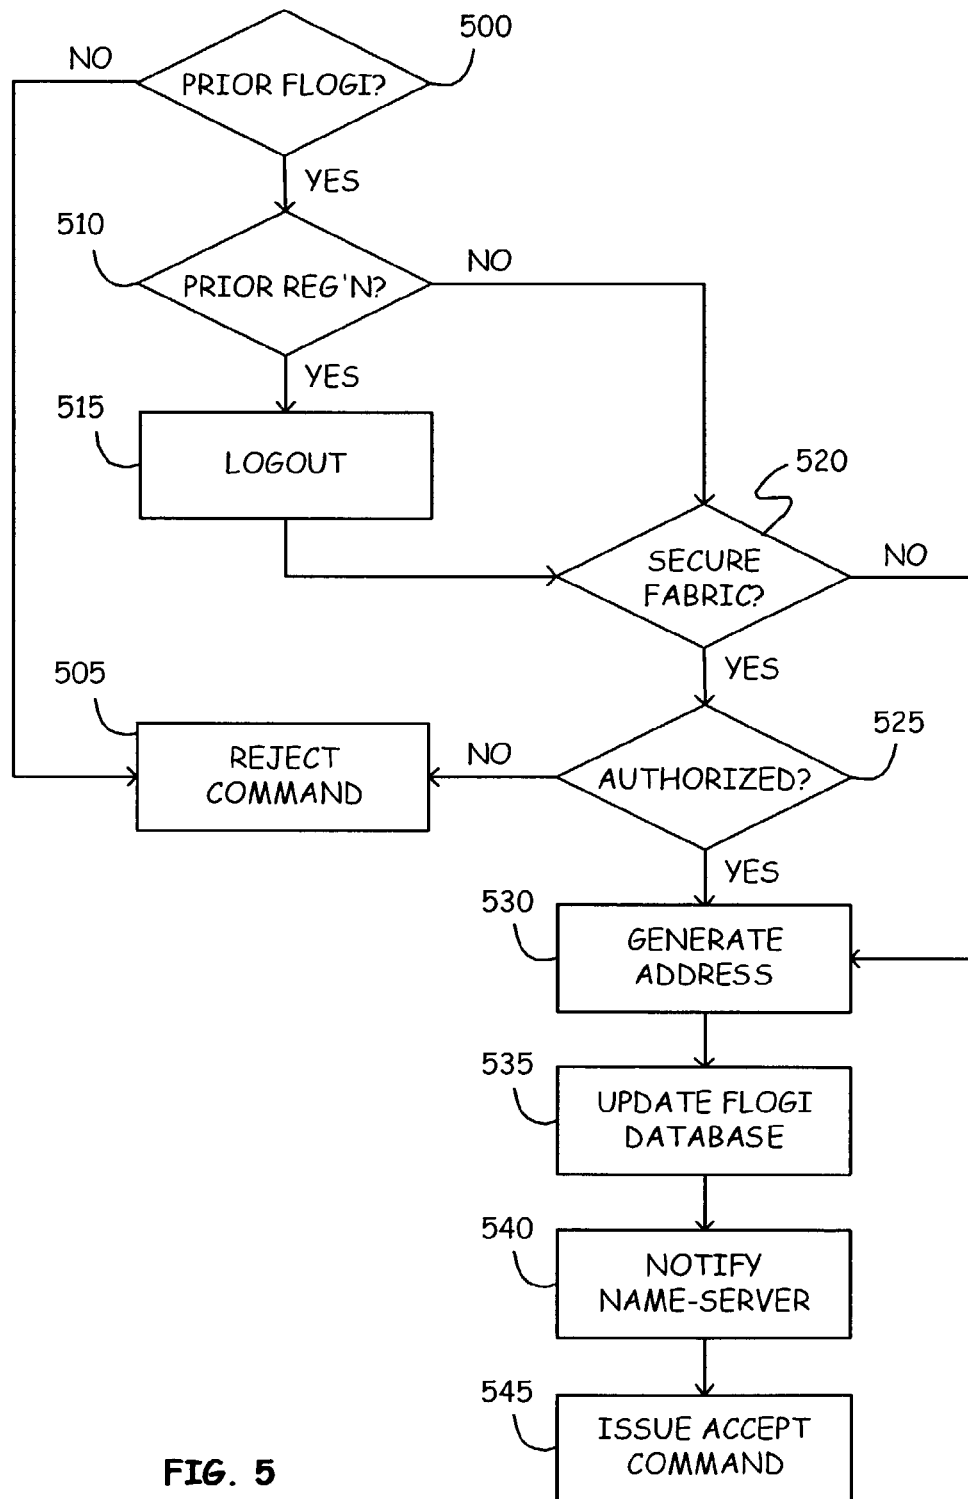 500
NO
PRIOR FLOGI?
YES
510
NO
PRIOR REG'N?
YES
515
LOGOUT
520
SECURE
FABRIC?
NO
YES
505
525
REJECT
COMMAND
NO
AUTHORIZED?
YES
530
GENERATE
ADDRESS
535
UPDATE FLOGI
DATABASE
540
NOTIFY
NAME-SERVER
545
ISSUE ACCEPT
COMMAND
FIG. 5